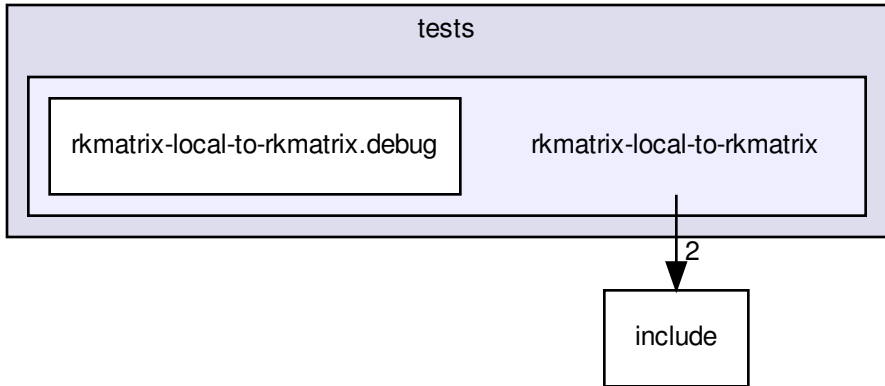 tests
rkmatrix-local-to-rkmatrix.debug
rkmatrix-local-to-rkmatrix
2
include